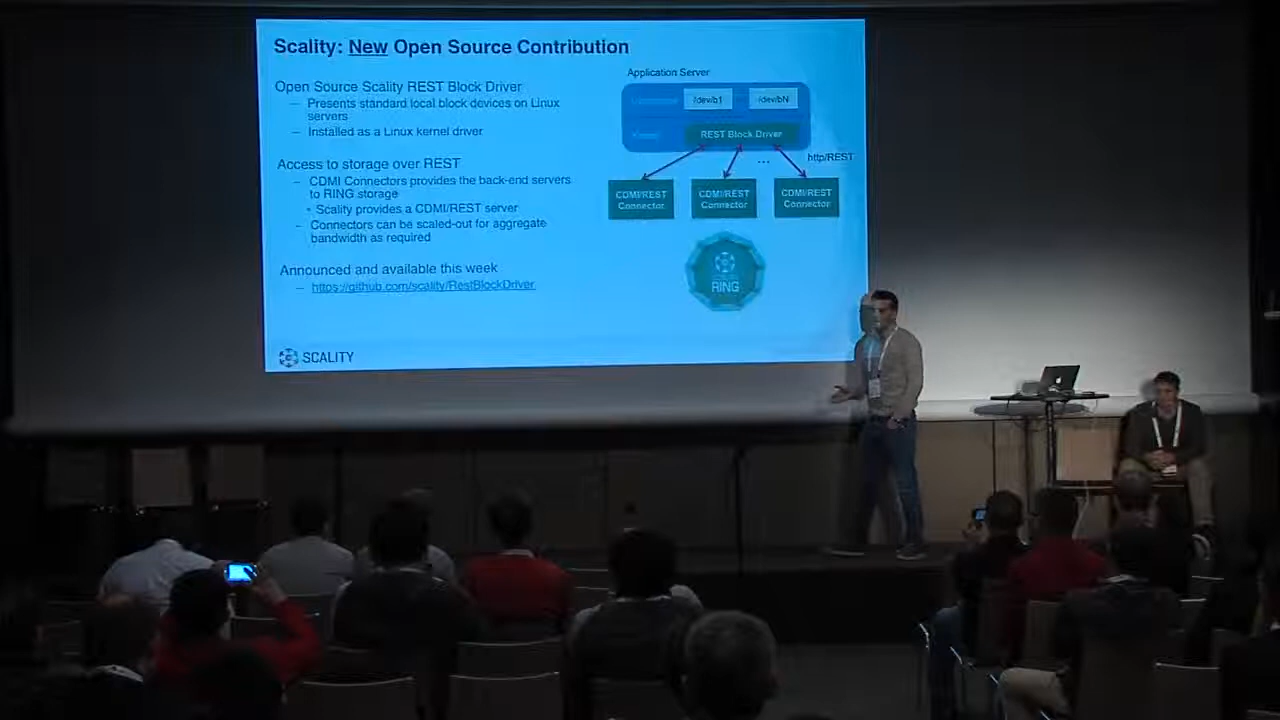 Scality: New Open Source Contribution
Open Source Scality REST Block Driver
– Presents standard local block devices on Linux
servers
– Installed as a Linux kernel driver
Access to storage over REST
– CDMI Connectors provides the back-end servers
to RING storage
• Scality provides a CDMI/REST server
– Connectors can be scaled-out for aggregate
bandwidth as required
Announced and available this week
– https://github.com/scality/RestBlockDriver
SCALITY
Application Server
/dev/b1
/dev/bN
REST Block Driver
...
http/REST
CDMI/REST
Connector
CDMI/REST
Connector
CDMI/REST
Connector
RING